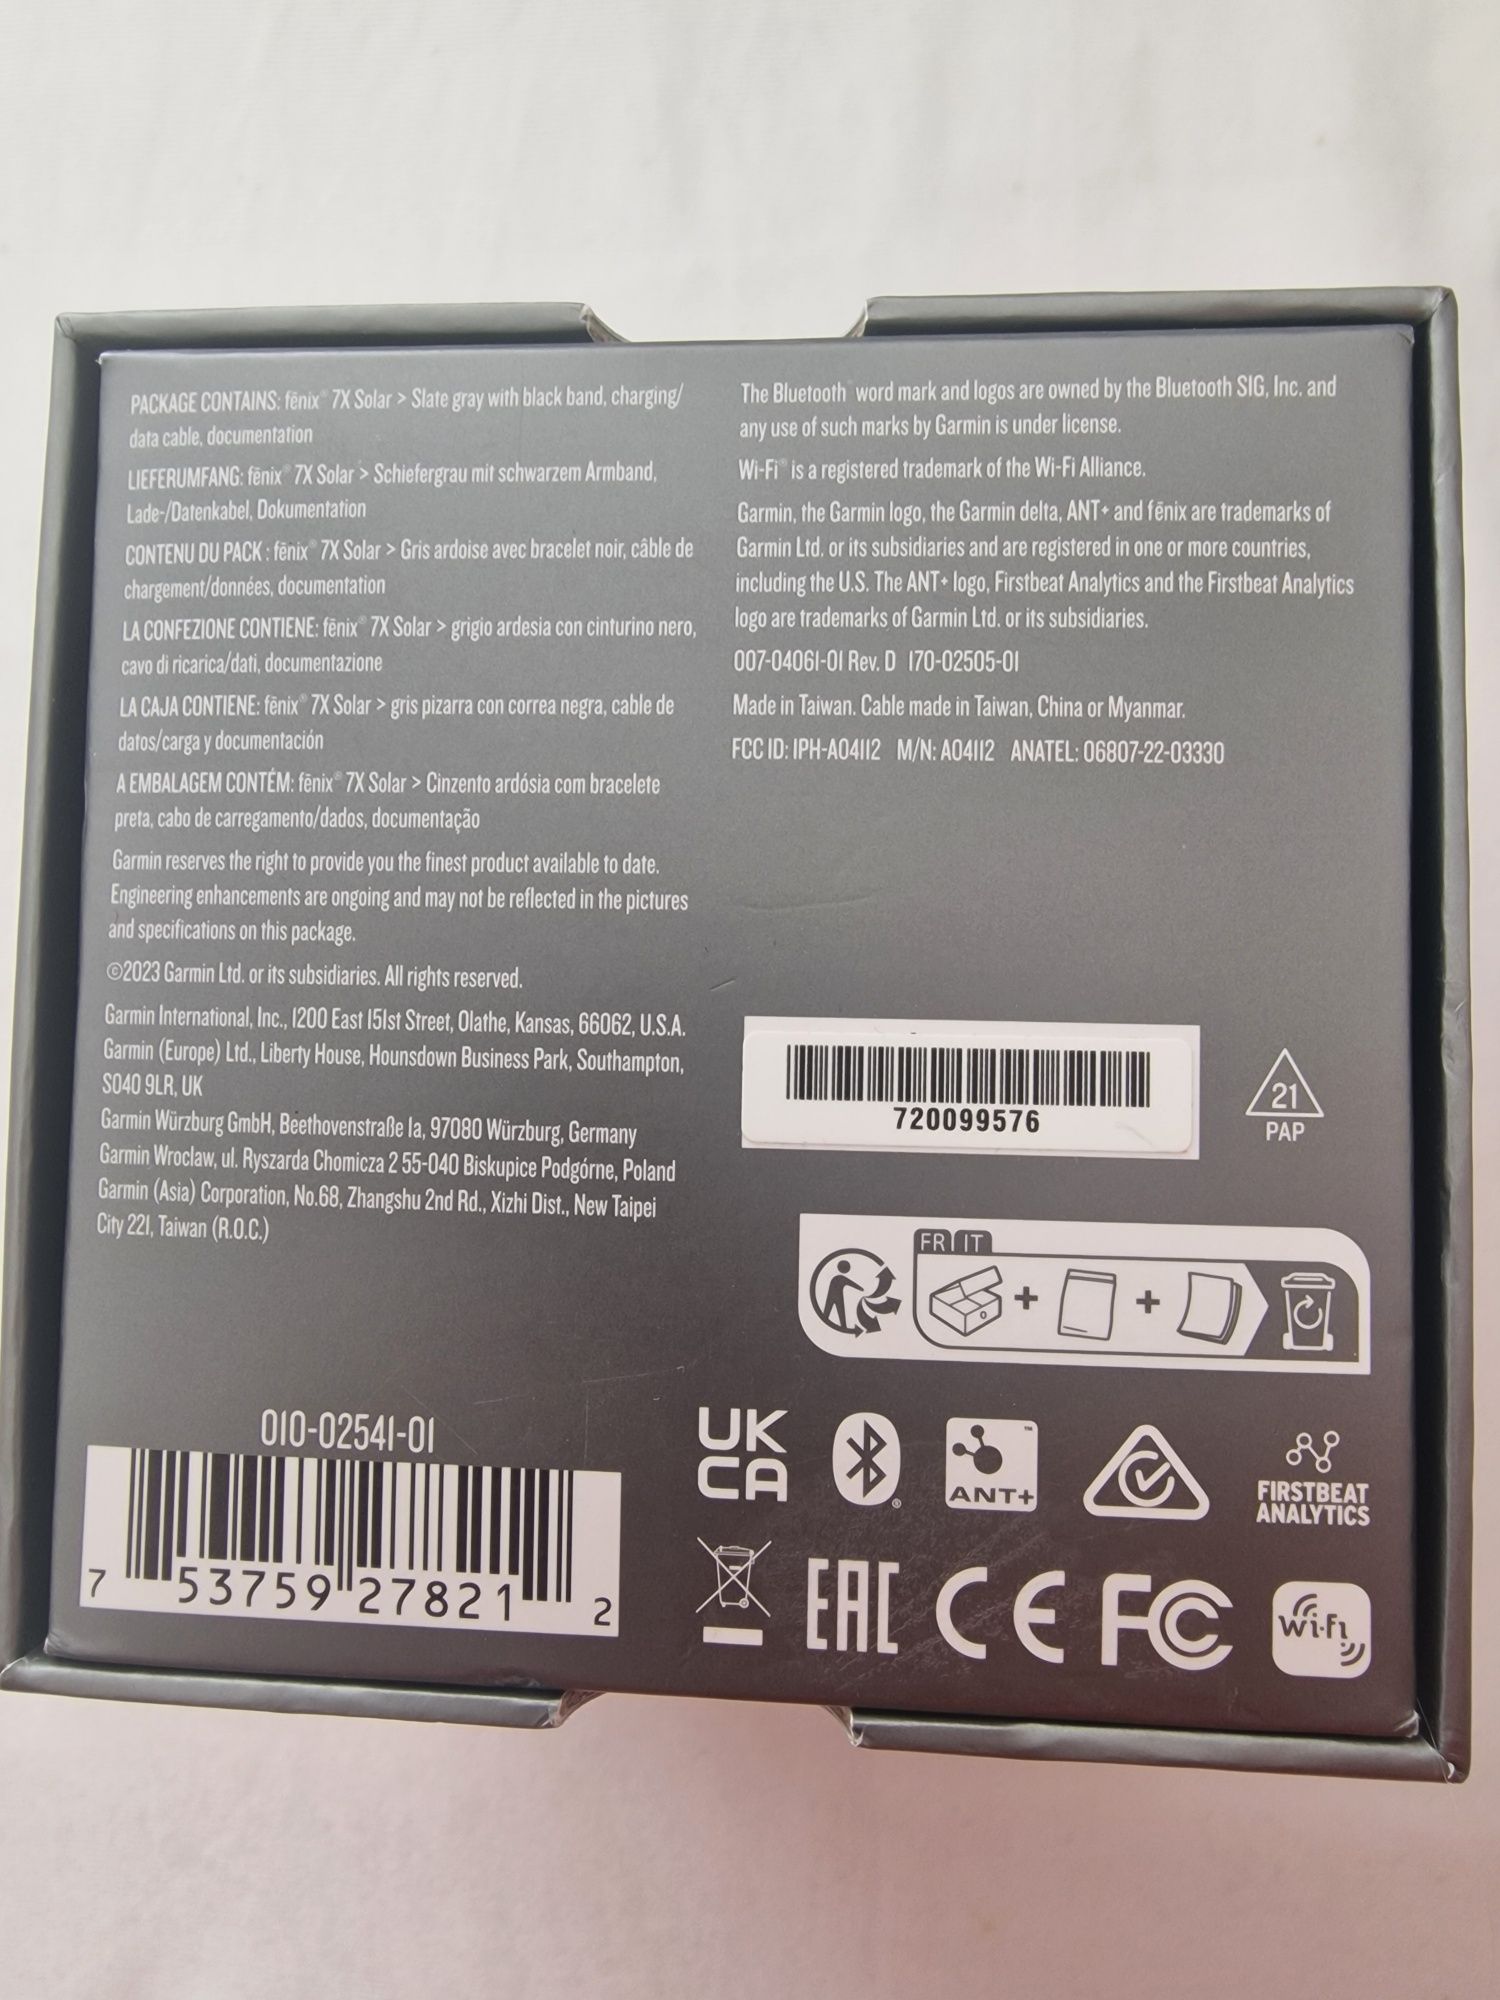 PACKAGE CONTAINS: fēnix® 7X Solar > Slate gray with black band, charging/
data cable, documentation
LIEFERUMFANG: fēnix® 7X Solar > Schiefergrau mit schwarzem Armband,
Lade-/Datenkabel, Dokumentation
CONTENU DU PACK : fēnix® 7X Solar > Gris ardoise avec bracelet noir, câble de
chargement/données, documentation
LA CONFEZIONE CONTIENE: fēnix® 7X Solar > grigio ardesia con cinturino nero,
cavo di ricarica/dati, documentazione
LA CAJA CONTIENE: fēnix® 7X Solar > gris pizarra con correa negra, cable de
datos/carga y documentación
A EMBALAGEM CONTÉM: fēnix® 7X Solar > Cinzento ardósia com bracelete
preta, cabo de carregamento/dados, documentação
Garmin reserves the right to provide you the finest product available to date.
Engineering enhancements are ongoing and may not be reflected in the pictures
and specifications on this package.
©2023 Garmin Ltd. or its subsidiaries. All rights reserved.
Garmin International, Inc., 1200 East 151st Street, Olathe, Kansas, 66062, U.S.A.
Garmin (Europe) Ltd., Liberty House, Hounsdown Business Park, Southampton,
SO40 9LR, UK
Garmin Würzburg GmbH, Beethovenstraße 1a, 97080 Würzburg, Germany
Garmin Wroclaw, ul. Ryszarda Chomicza 2 55-040 Biskupice Podgórne, Poland
Garmin (Asia) Corporation, No.68, Zhangshu 2nd Rd., Xizhi Dist., New Taipei
City 221, Taiwan (R.O.C.)
The Bluetooth® word mark and logos are owned by the Bluetooth SIG, Inc. and
any use of such marks by Garmin is under license.
Wi-Fi® is a registered trademark of the Wi-Fi Alliance.
Garmin, the Garmin logo, the Garmin delta, ANT+ and fēnix are trademarks of
Garmin Ltd. or its subsidiaries and are registered in one or more countries,
including the U.S. The ANT+ logo, Firstbeat Analytics and the Firstbeat Analytics
logo are trademarks of Garmin Ltd. or its subsidiaries.
007-04061-01 Rev. D 170-02505-01
Made in Taiwan. Cable made in Taiwan, China or Myanmar.
FCC ID: IPH-A04112 M/N: A04112 ANATEL: 06807-22-03330
720099576
21
PAP
FR IT
+ +
010-02541-01
7 53759 27821 2
UK
CA
®
ANT+
™
FIRSTBEAT
ANALYTICS
EAC CE FC
Wi-Fi